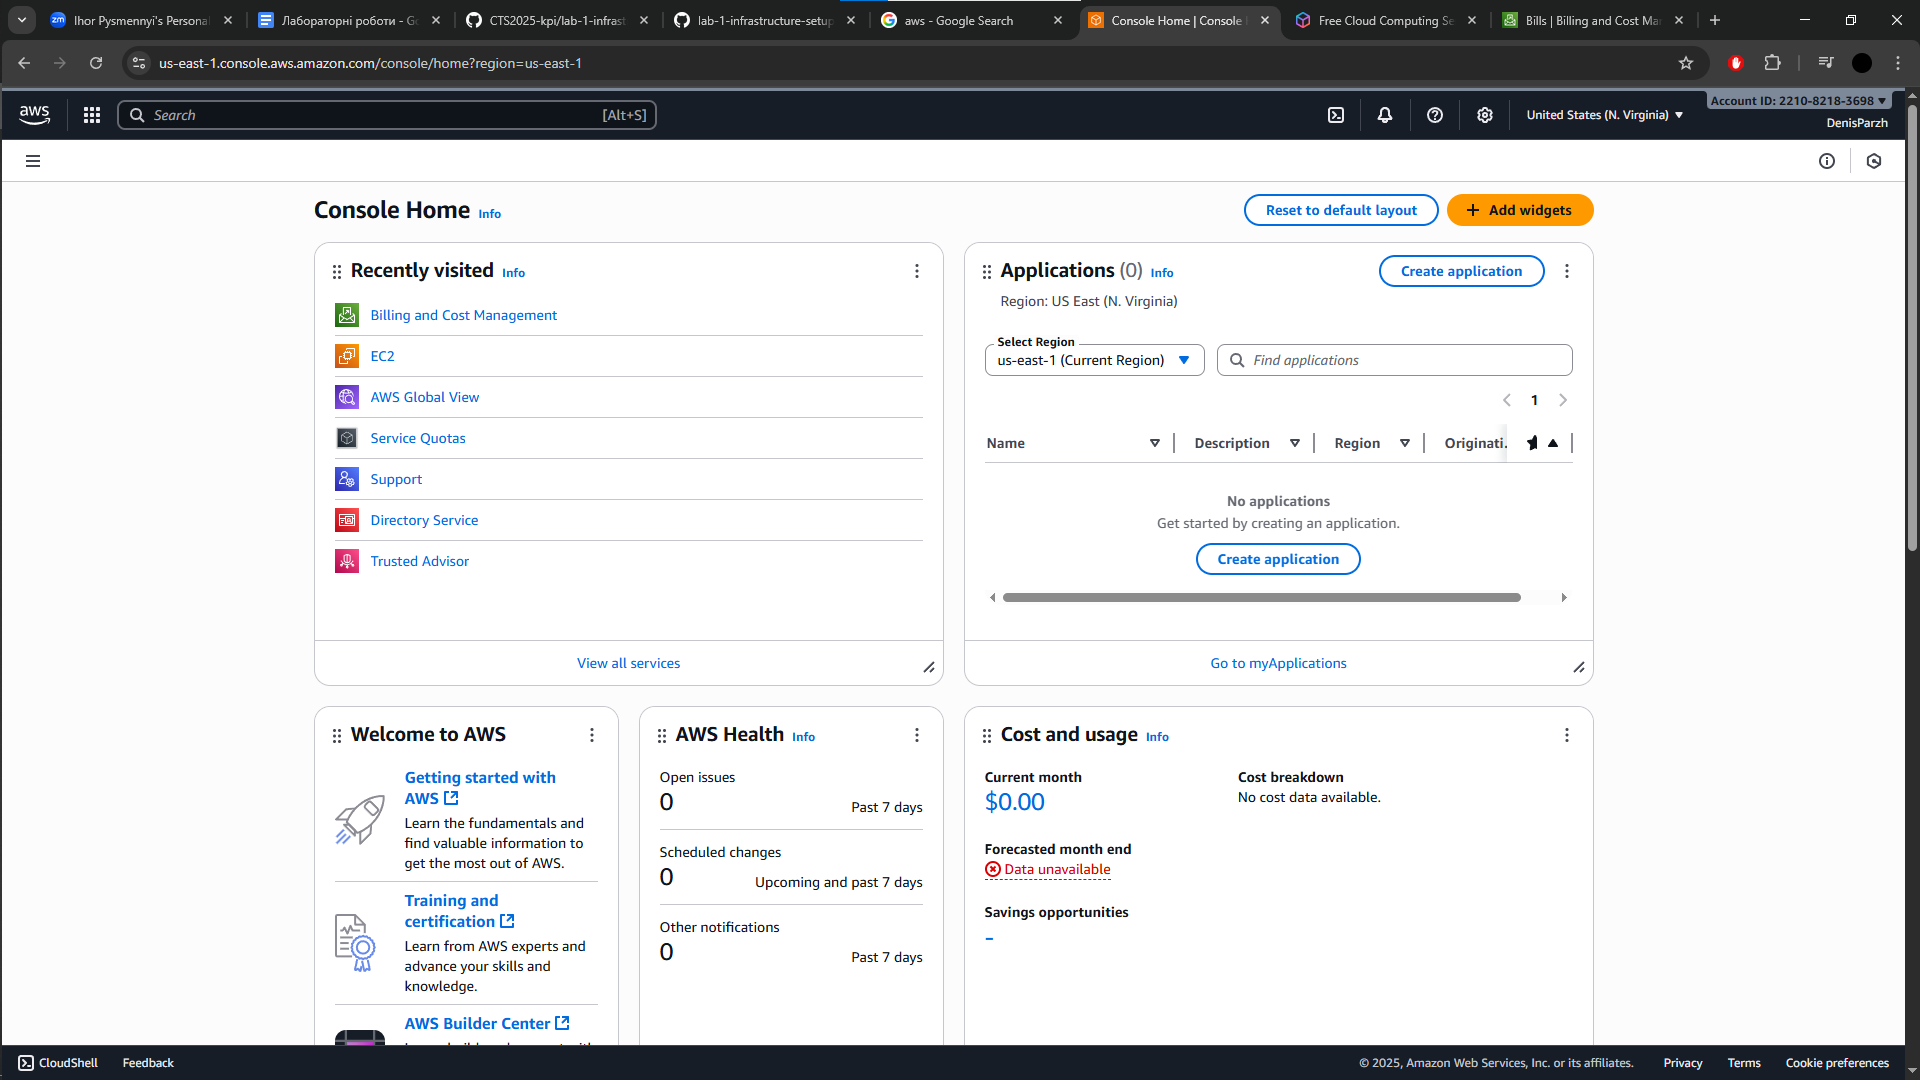 Ihor Pysmennyi's Personal
Лабораторні роботи - Go
CTS2025-kpi/lab-1-infrast
lab-1-infrastructure-setup
aws - Google Search
Console Home | Console
Free Cloud Computing Se
Bills | Billing and Cost Ma
us-east-1.console.aws.amazon.com/console/home?region=us-east-1
aws
Search
[Alt+S]
United States (N. Virginia)
Account ID: 2210-8218-3698
DenisParzh
Console Home Info
Reset to default layout
Add widgets
Recently visited Info
Billing and Cost Management
EC2
AWS Global View
Service Quotas
Support
Directory Service
Trusted Advisor
View all services
Applications (0) Info
Create application
Region: US East (N. Virginia)
Select Region
us-east-1 (Current Region)
Find applications
1
Name
Description
Region
Originati.
No applications
Get started by creating an application.
Create application
Go to myApplications
Welcome to AWS
Getting started with
AWS
Learn the fundamentals and
find valuable information to
get the most out of AWS.
Training and
certification
Learn from AWS experts and
advance your skills and
knowledge.
AWS Builder Center
AWS Health Info
Open issues
0
Past 7 days
Scheduled changes
0
Upcoming and past 7 days
Other notifications
0
Past 7 days
Cost and usage Info
Current month
$0.00
Forecasted month end
Data unavailable
Savings opportunities
-
Cost breakdown
No cost data available.
CloudShell
Feedback
© 2025, Amazon Web Services, Inc. or its affiliates.
Privacy
Terms
Cookie preferences